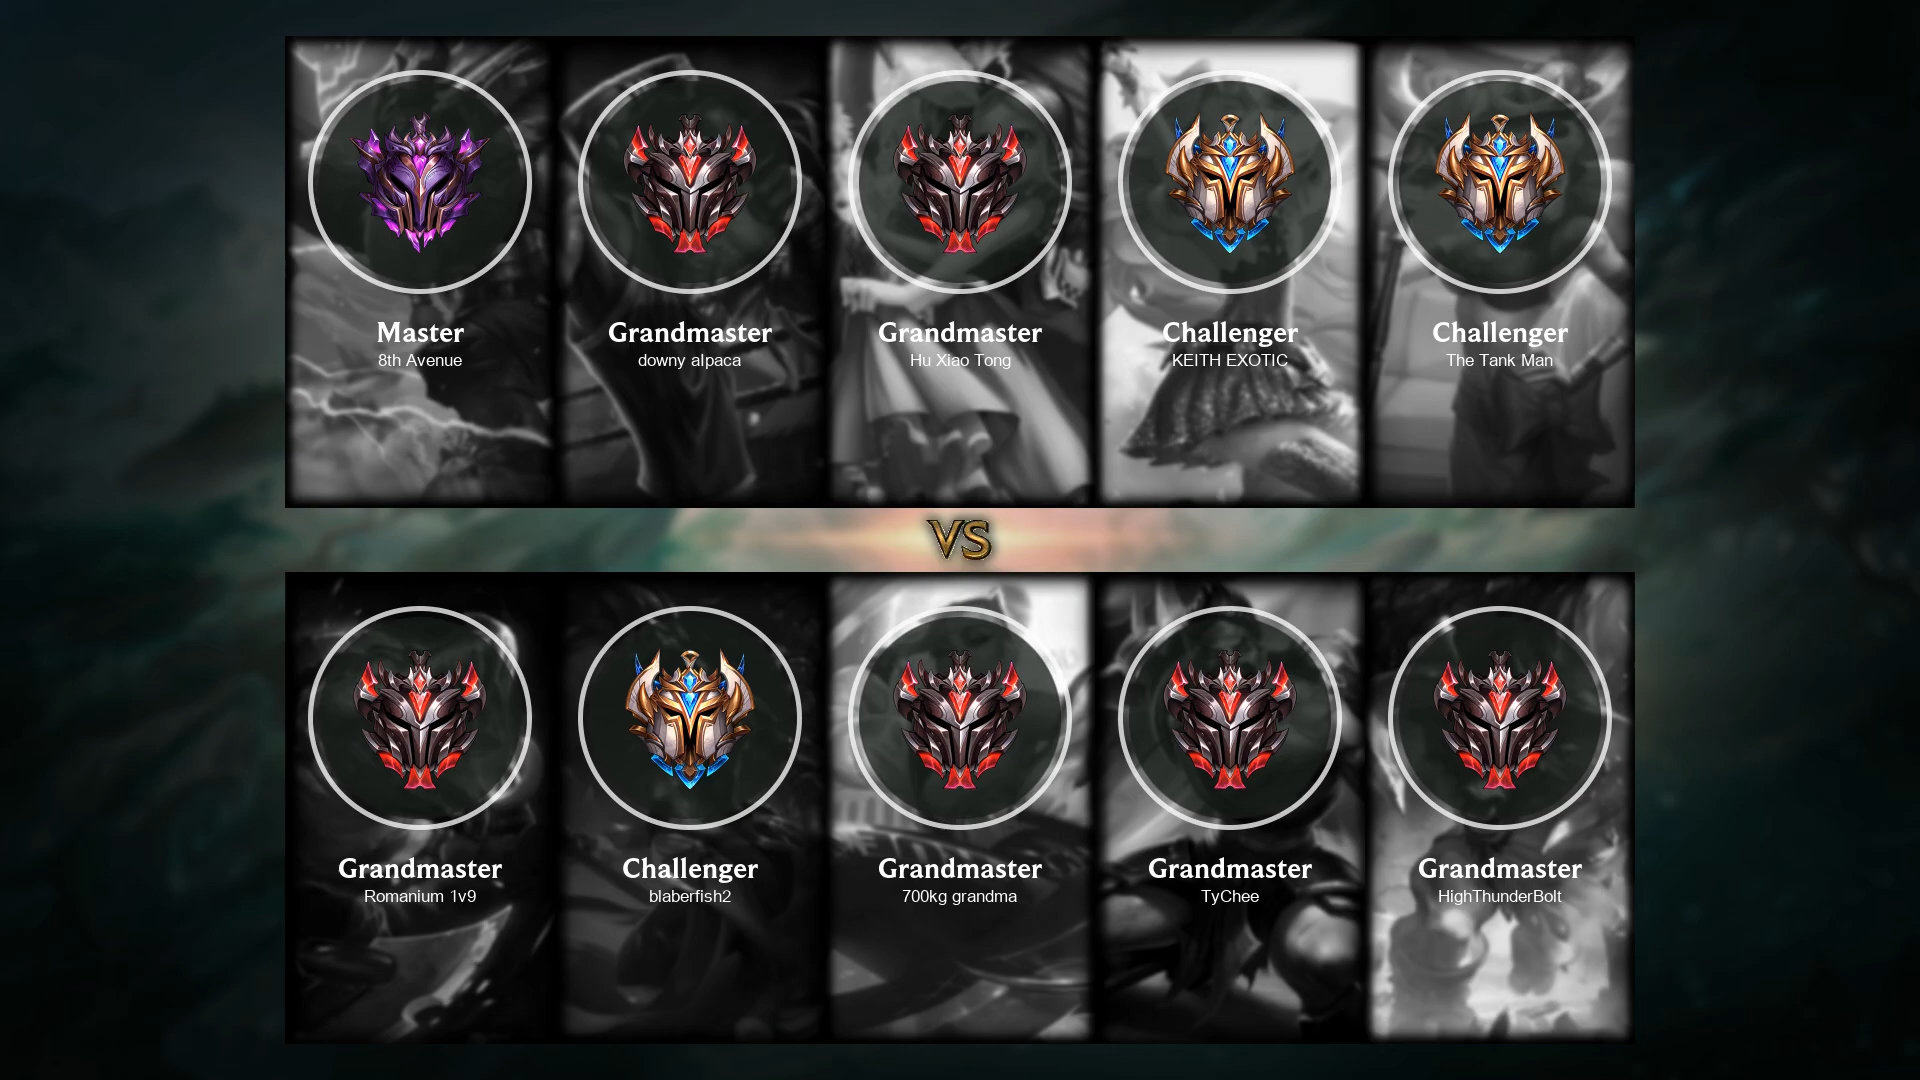 Master
8th Avenue
Grandmaster
downy alpaca
Grandmaster
Hu Xiao Tong
Challenger
KEITH EXOTIC
Challenger
The Tank Man
VS
Grandmaster
Romanium 1v9
Challenger
blaberfish2
Grandmaster
700kg grandma
Grandmaster
TyChee
Grandmaster
HighThunderBolt